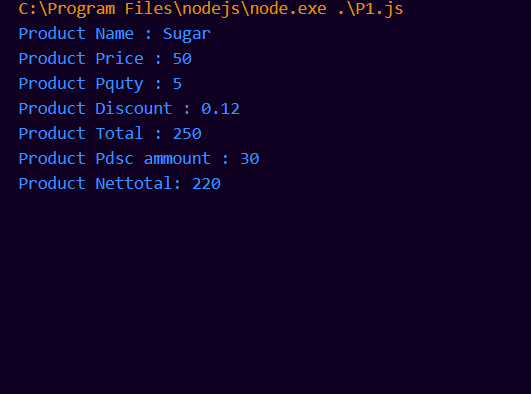 C:\Program Files\nodejs\node.exe .\P1.js
Product Name : Sugar
Product Price : 50
Product Pquty : 5
Product Discount : 0.12
Product Total : 250
Product Pdsc ammount : 30
Product Nettotal: 220